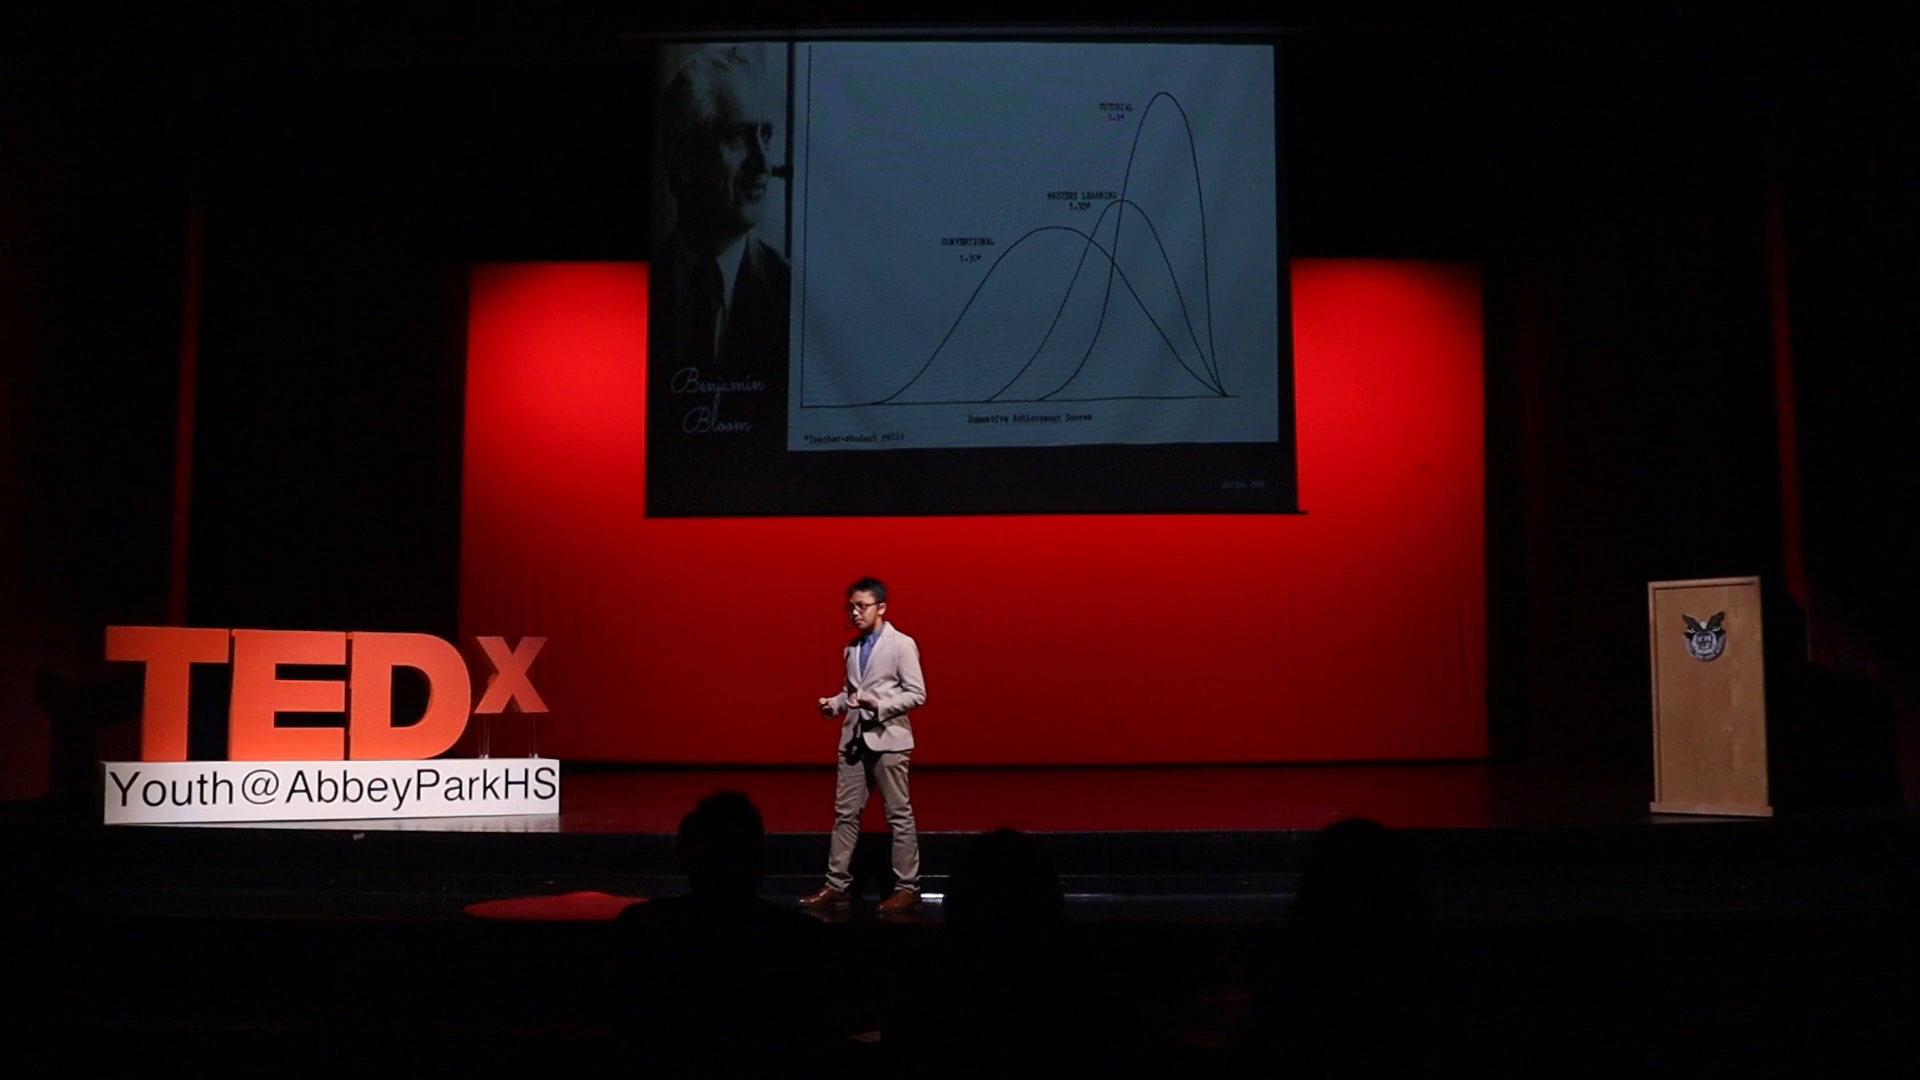 TUTORIAL
1-1*
MASTERY LEARNING
1-30*
CONVENTIONAL
1-30*
Benjamin
Bloom
Summative Achievement Scores
*Teacher-student ratio
TEDx
Youth@AbbeyParkHS